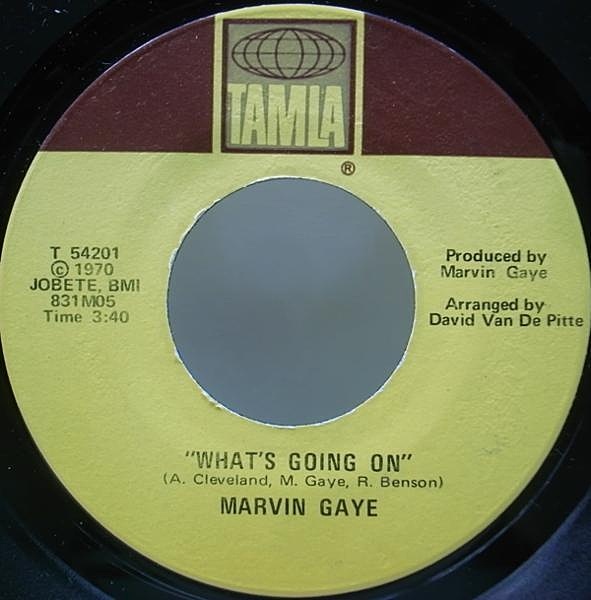 TAMLA
®
T 54201
© 1970
JOBETE, BMI
831M05
Time 3:40
Produced by
Marvin Gaye
Arranged by
David Van De Pitte
"WHAT'S GOING ON"
(A. Cleveland, M. Gaye, R. Benson)
MARVIN GAYE